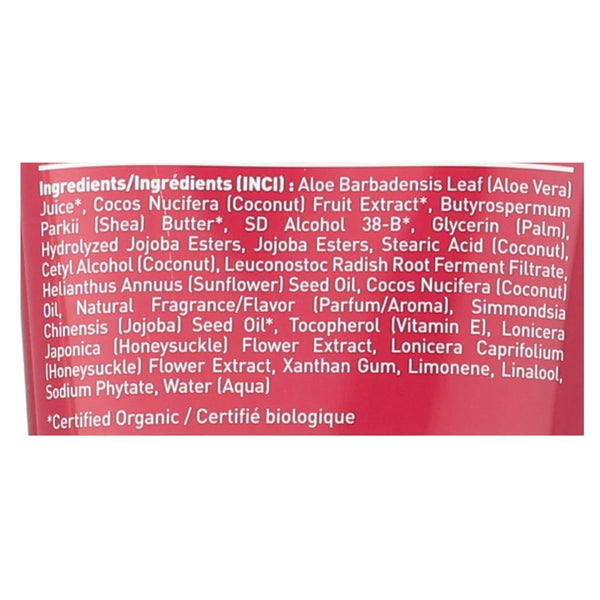 Ingredients/Ingrédients (INCI) : Aloe Barbadensis Leaf (Aloe Vera)
Juice*, Cocos Nucifera (Coconut) Fruit Extract*, Butyrospermum
Parkii (Shea) Butter*, SD Alcohol 38-B*, Glycerin (Palm),
Hydrolyzed Jojoba Esters, Jojoba Esters, Stearic Acid (Coconut),
Cetyl Alcohol (Coconut), Leuconostoc Radish Root Ferment Filtrate,
Helianthus Annuus (Sunflower) Seed Oil, Cocos Nucifera (Coconut)
Oil, Natural Fragrance/Flavor (Parfum/Aroma), Simmondsia
Chinensis (Jojoba) Seed Oil*, Tocopherol (Vitamin E), Lonicera
Japonica (Honeysuckle) Flower Extract, Lonicera Caprifolium
(Honeysuckle) Flower Extract, Xanthan Gum, Limonene, Linalool,
Sodium Phytate, Water (Aqua)
*Certified Organic / Certifié biologique